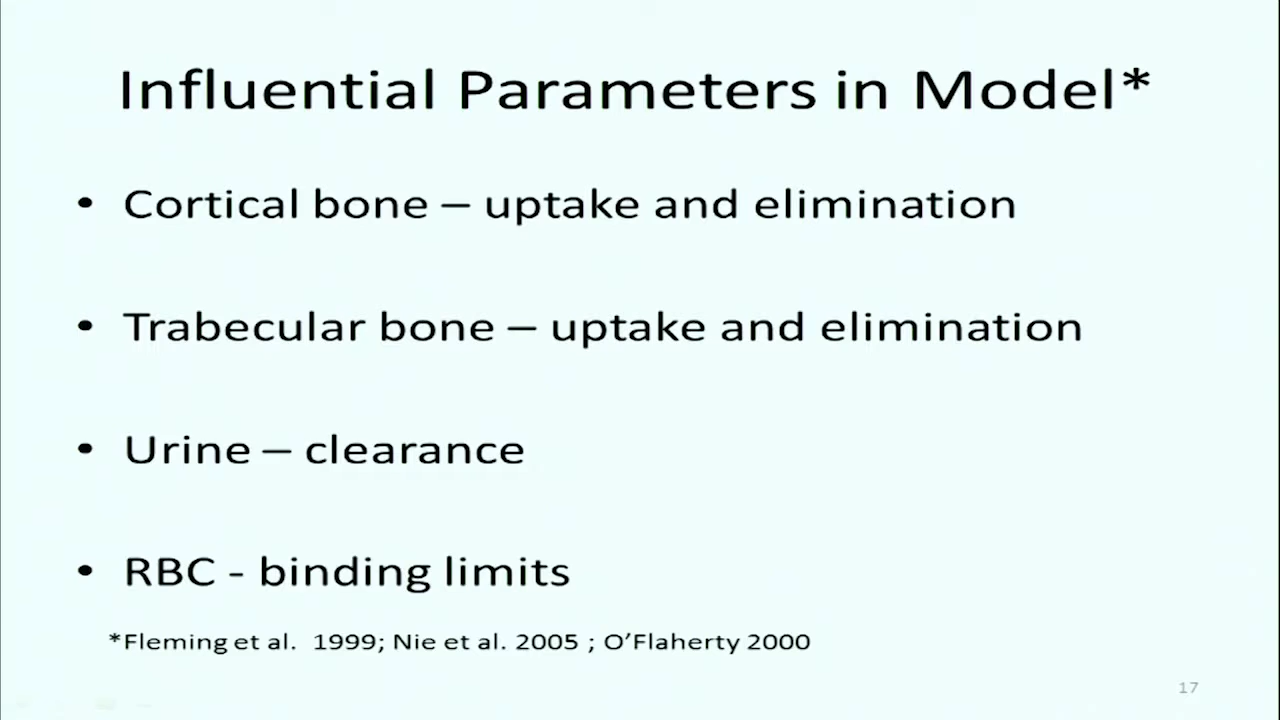 Influential Parameters in Model*
• Cortical bone – uptake and elimination
• Trabecular bone – uptake and elimination
• Urine – clearance
• RBC - binding limits
*Fleming et al.  1999; Nie et al. 2005 ; O’Flaherty 2000
17